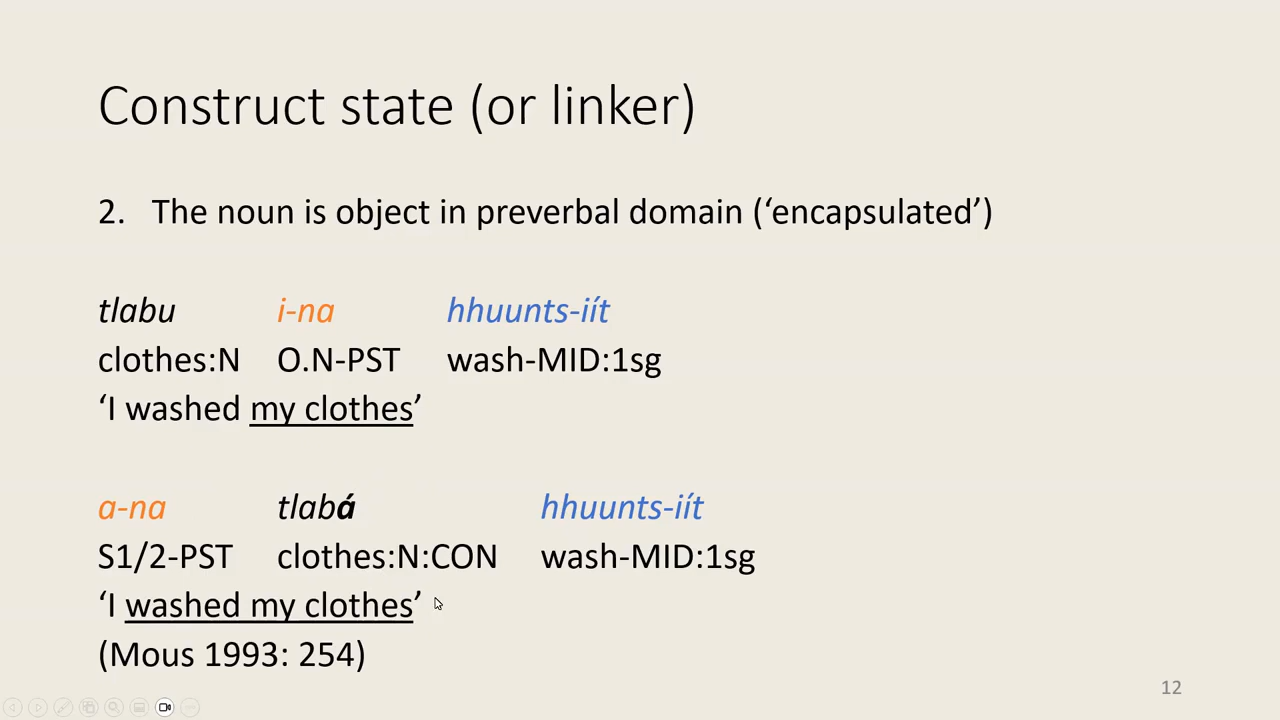 Construct state (or linker)
2. The noun is object in preverbal domain (‘encapsulated’)
tlabu i-na hhuunts-iít
clothes:N O.N-PST wash-MID:1sg
‘I washed my clothes’
a-na tlabá hhuunts-iít
S1/2-PST clothes:N:CON wash-MID:1sg
‘I washed my clothes’
(Mous 1993: 254)
12